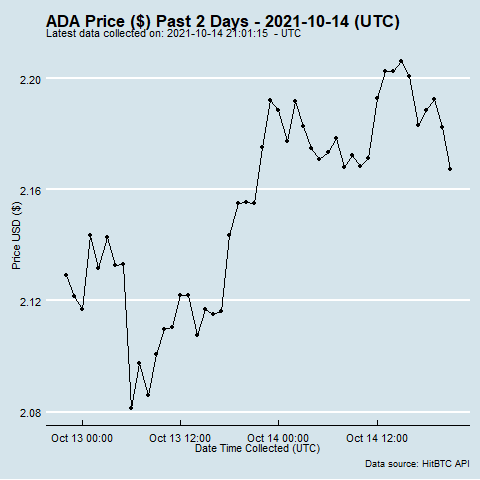 ADA Price ($) Past 2 Days - 2021-10-14 (UTC)
Latest data collected on: 2021-10-14 21:01:15 - UTC
2.20
2.16
2.12
2.08
Price USD ($)
Oct 13 00:00 Oct 13 12:00 Oct 14 00:00 Oct 14 12:00
Date Time Collected (UTC)
Data source: HitBTC API